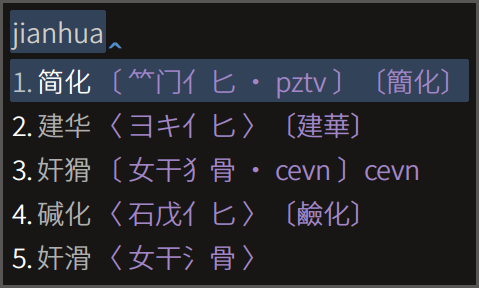 jianhua‸
1. 简化 〔 ⺮门亻匕 · pztv 〕 〔簡化〕
2. 建华 〈 彐キ亻匕 〉 〔建華〕
3. 奸猾 〔 女干犭骨 · cevn 〕 cevn
4. 碱化 〈 石戊亻匕 〉 〔鹼化〕
5. 奸滑 〈 女干氵骨 〉